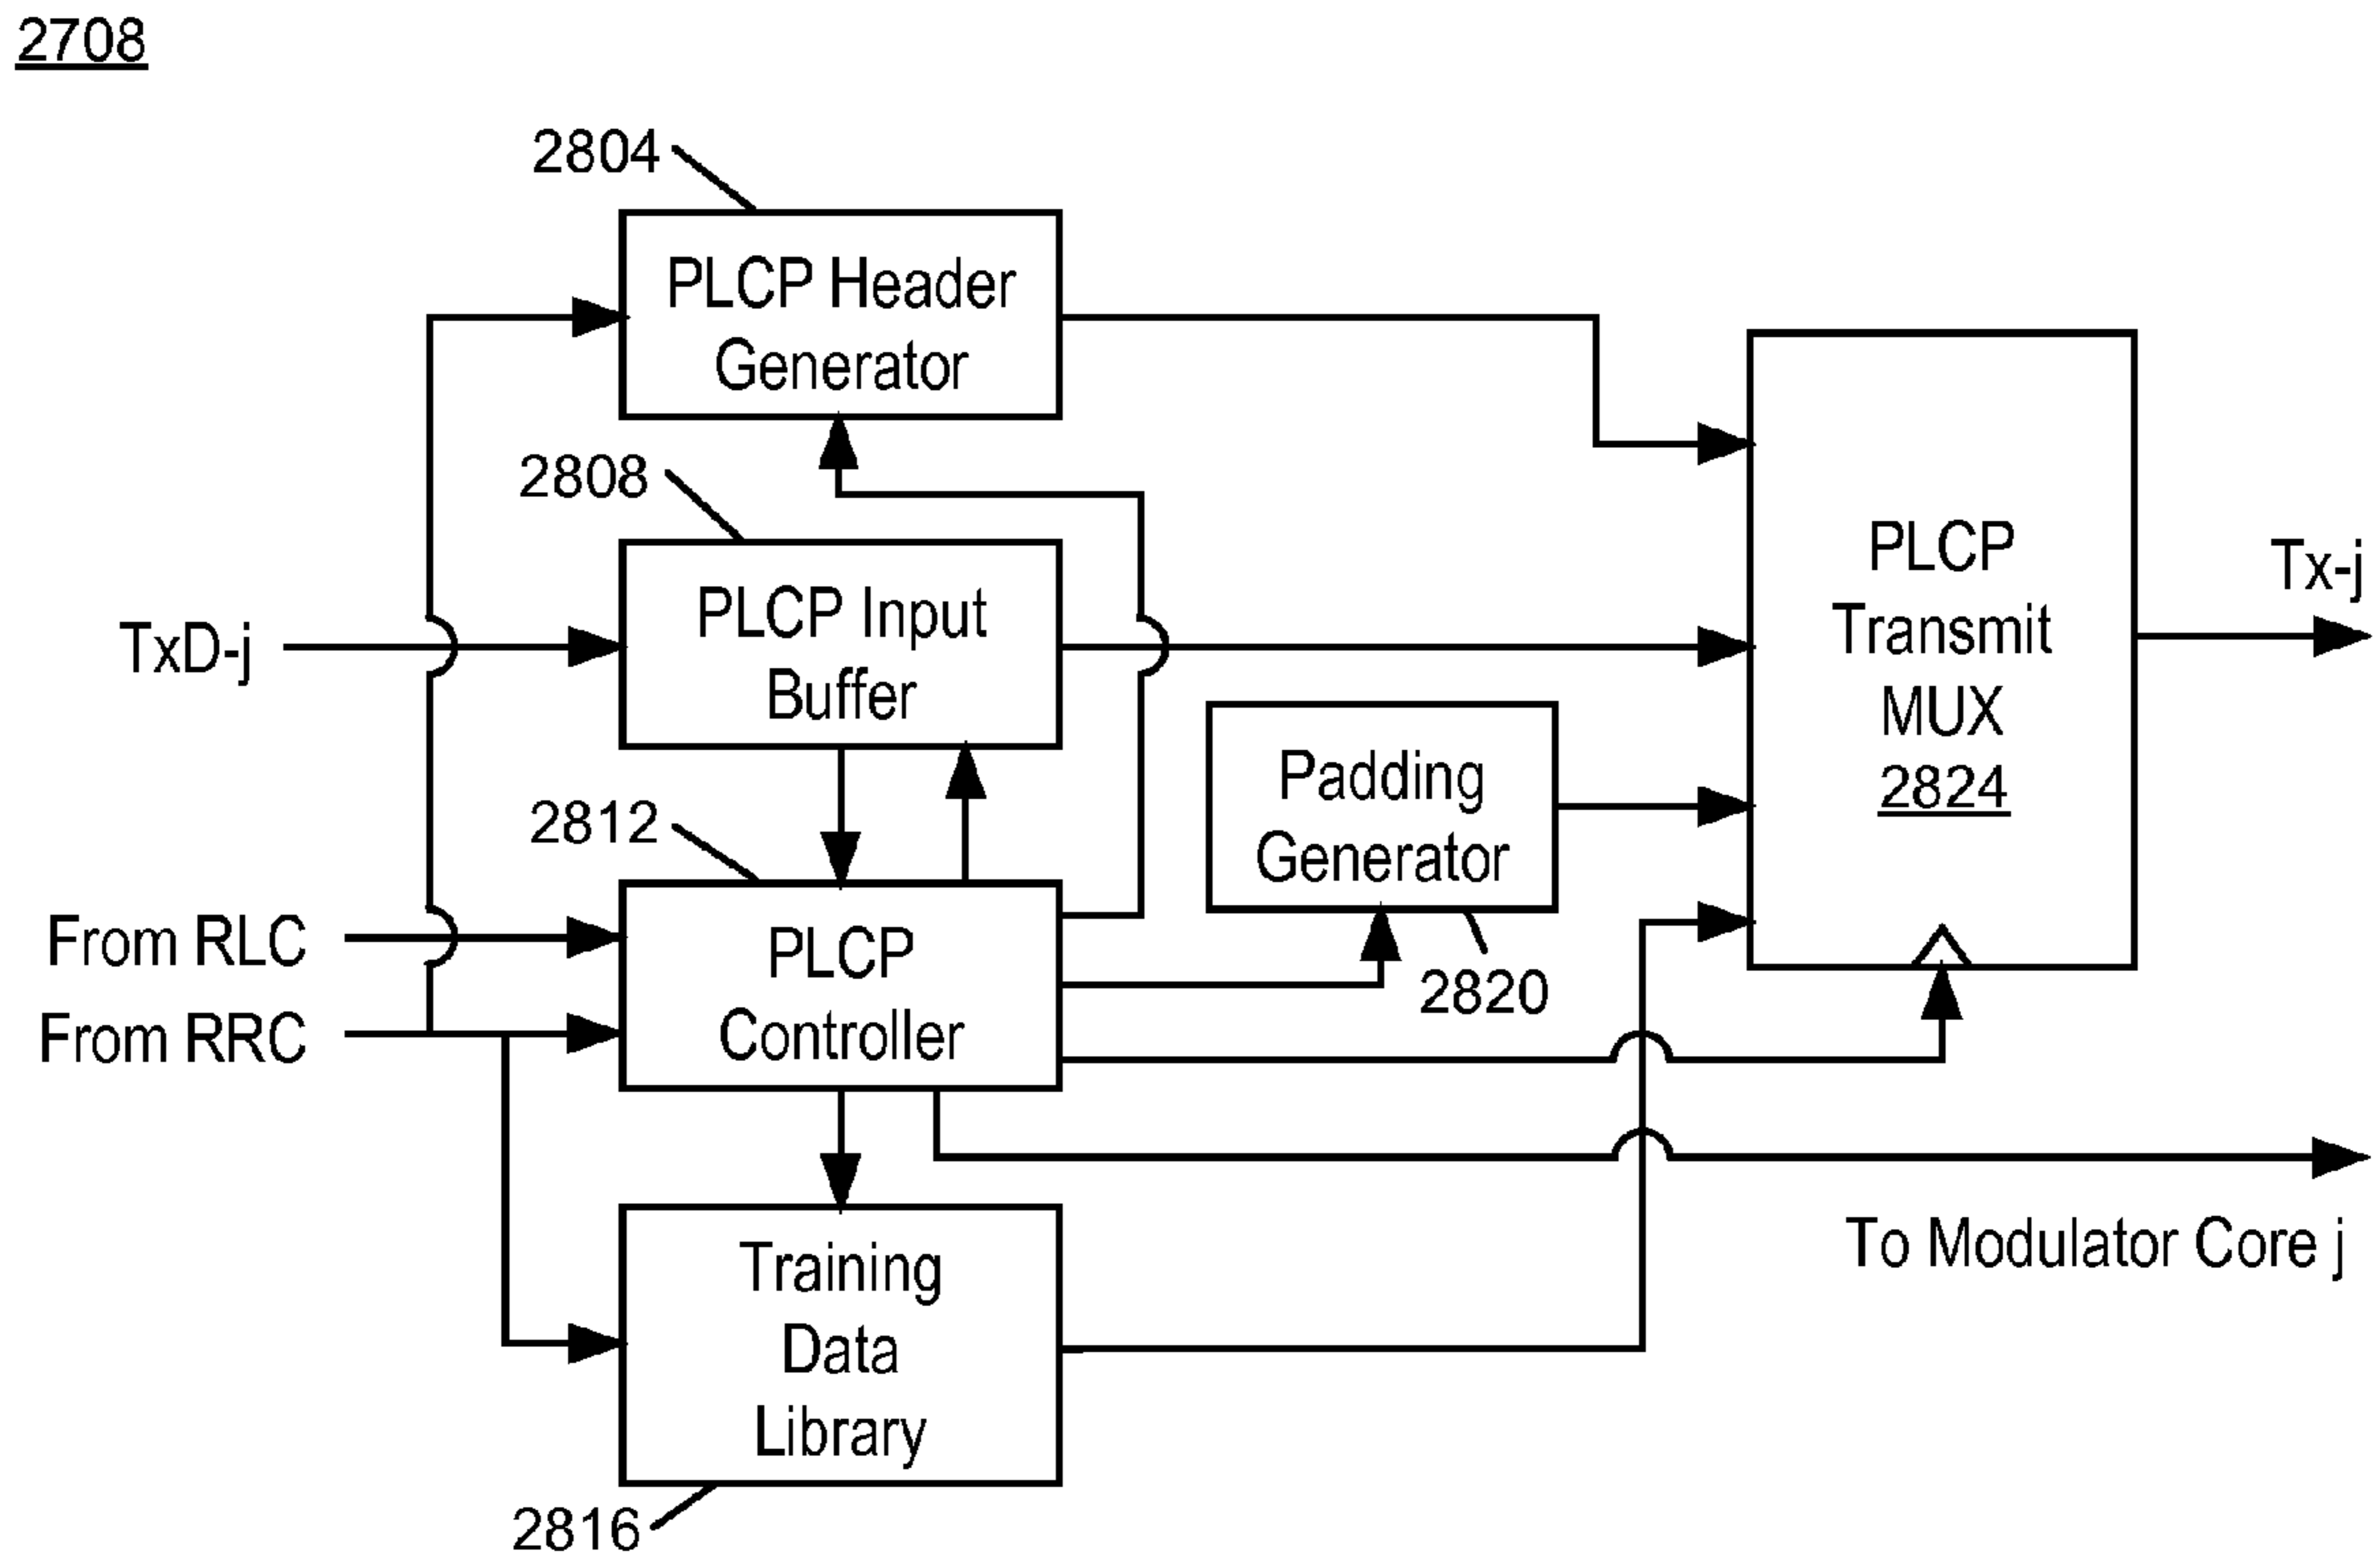 2708
2804
PLCP Header
Generator
2808
PLCP Input
Buffer
TxD-j
PLCP
Transmit
MUX
2824
Tx-j
Padding
Generator
2820
2812
From RLC
From RRC
PLCP
Controller
To Modulator Core j
Training
Data
Library
2816